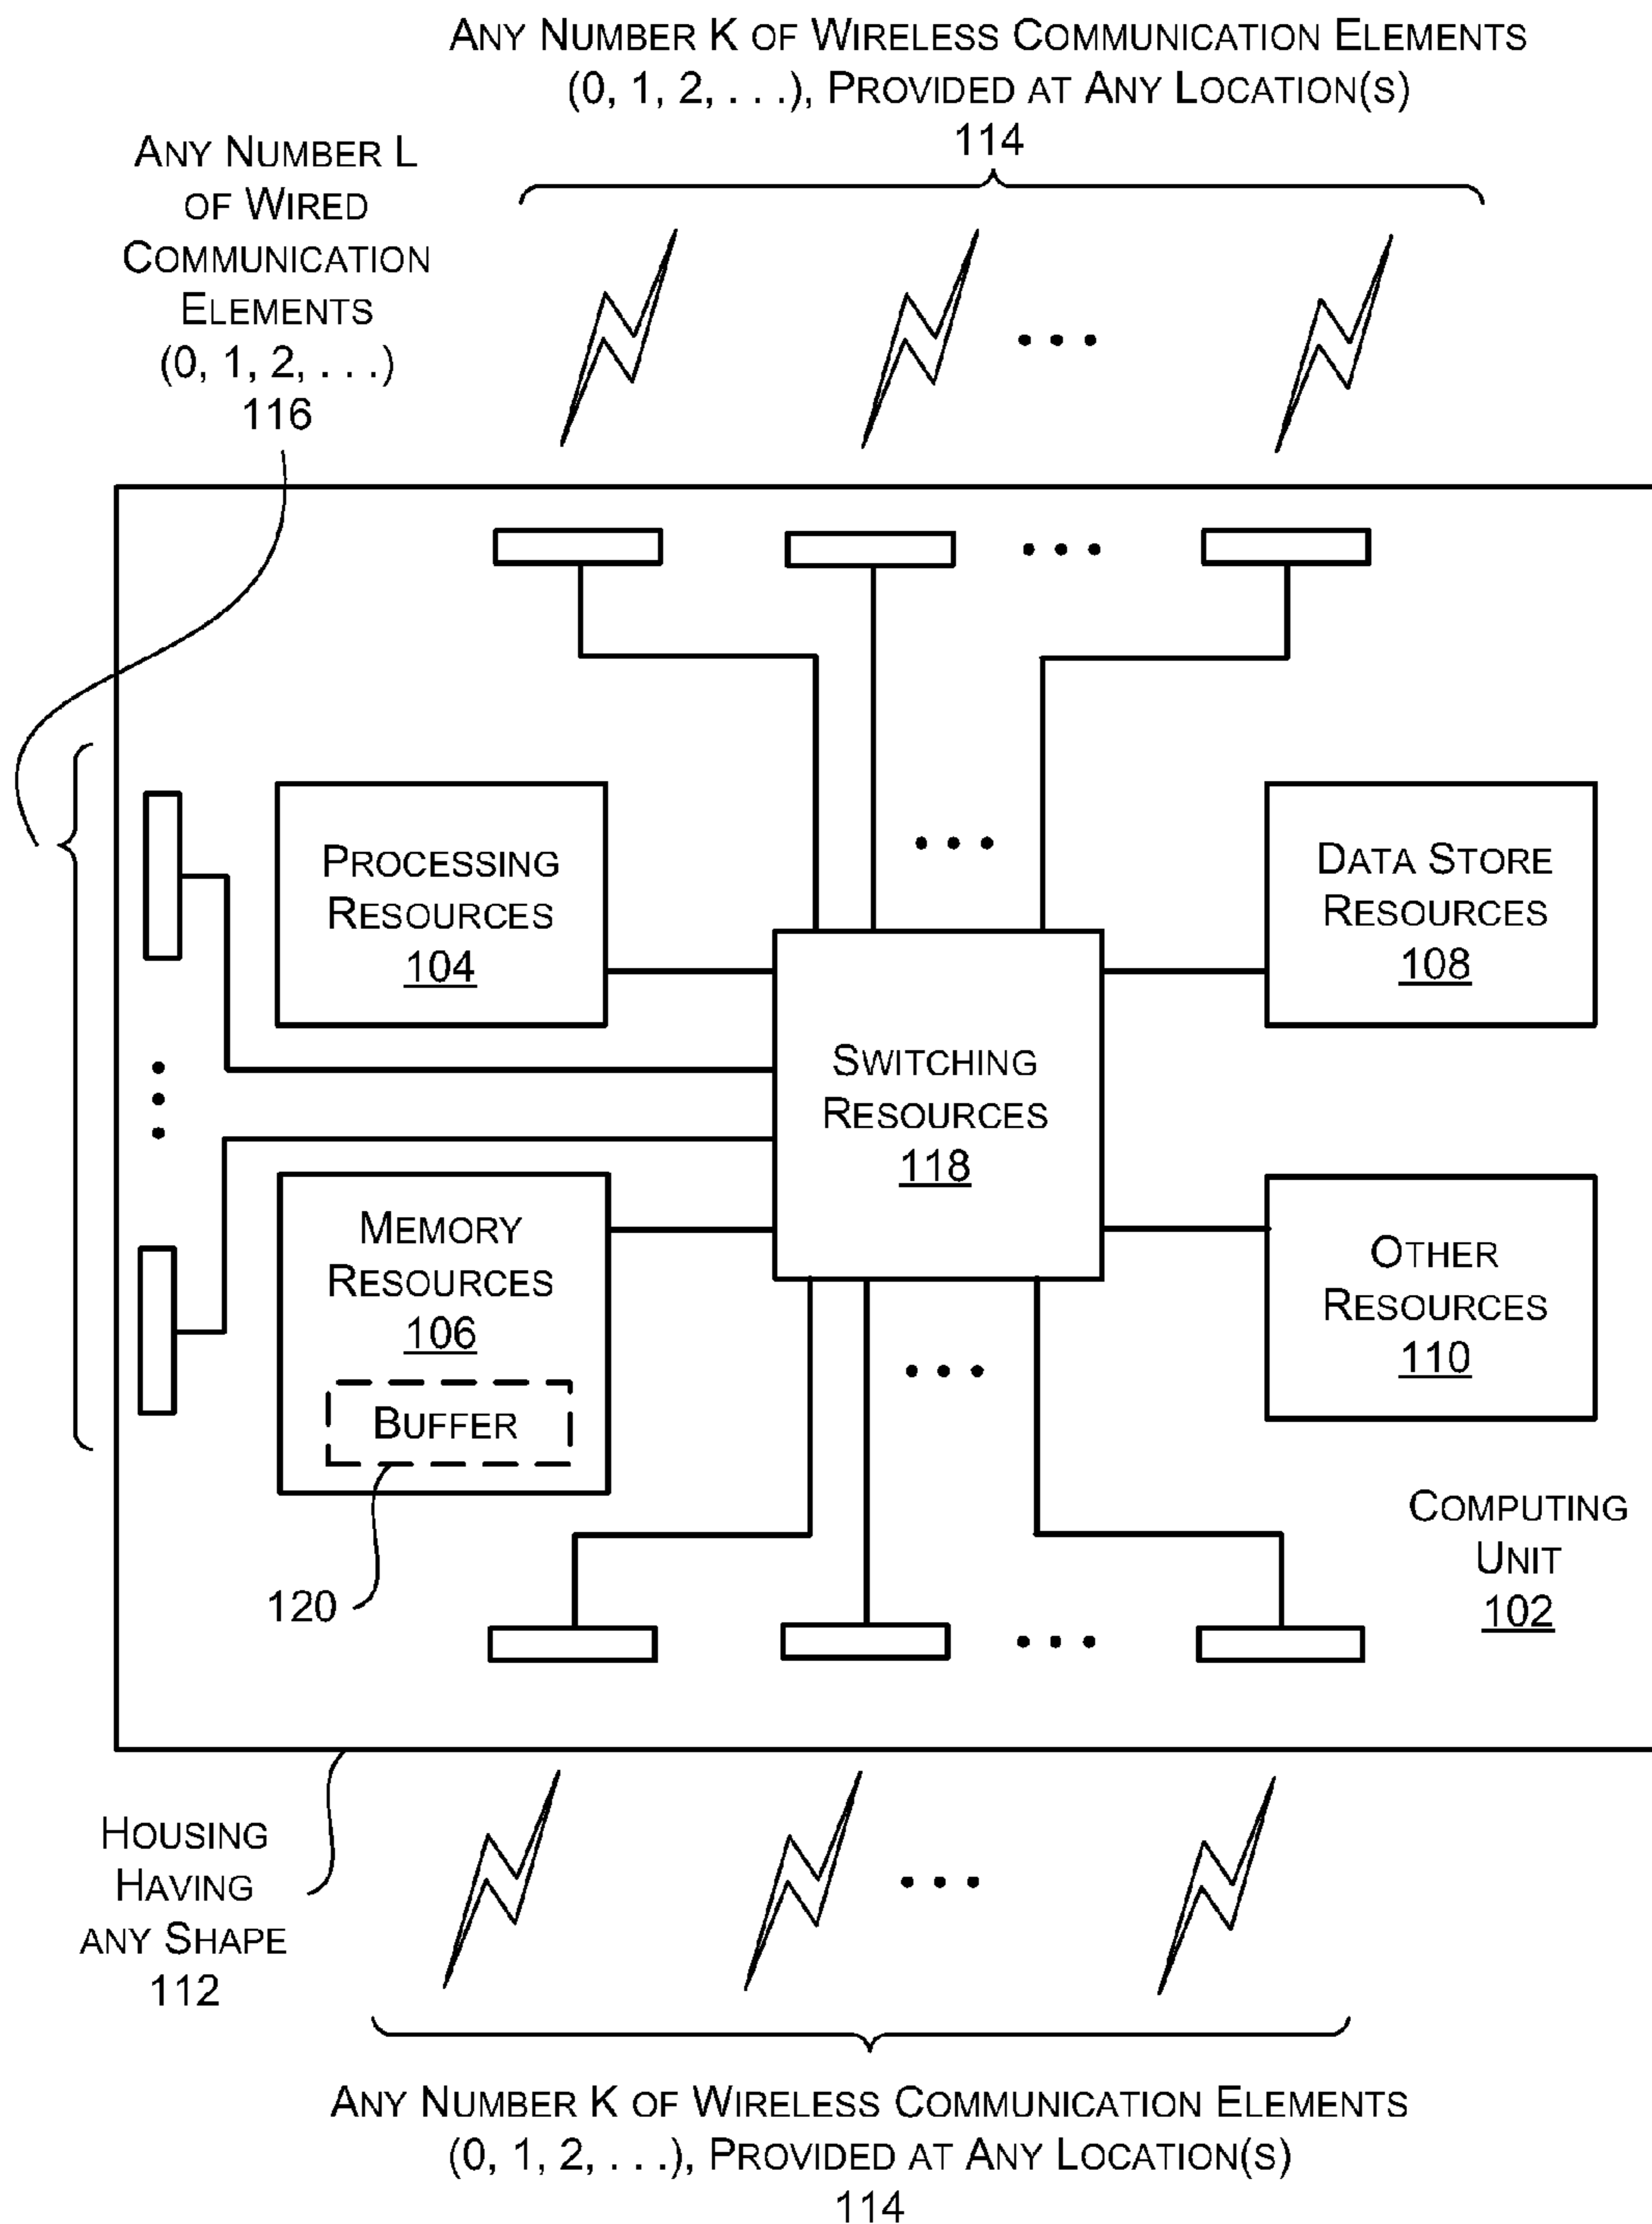 ANY NUMBER K OF WIRELESS COMMUNICATION ELEMENTS
(0, 1, 2, . . .), PROVIDED AT ANY LOCATION(S)
114
ANY NUMBER L
OF WIRED
COMMUNICATION
ELEMENTS
(0, 1, 2, . . .)
116
PROCESSING
RESOURCES
104
DATA STORE
RESOURCES
108
SWITCHING
RESOURCES
118
MEMORY
RESOURCES
106
BUFFER
120
OTHER
RESOURCES
110
COMPUTING
UNIT
102
HOUSING
HAVING
ANY SHAPE
112
ANY NUMBER K OF WIRELESS COMMUNICATION ELEMENTS
(0, 1, 2, . . .), PROVIDED AT ANY LOCATION(S)
114